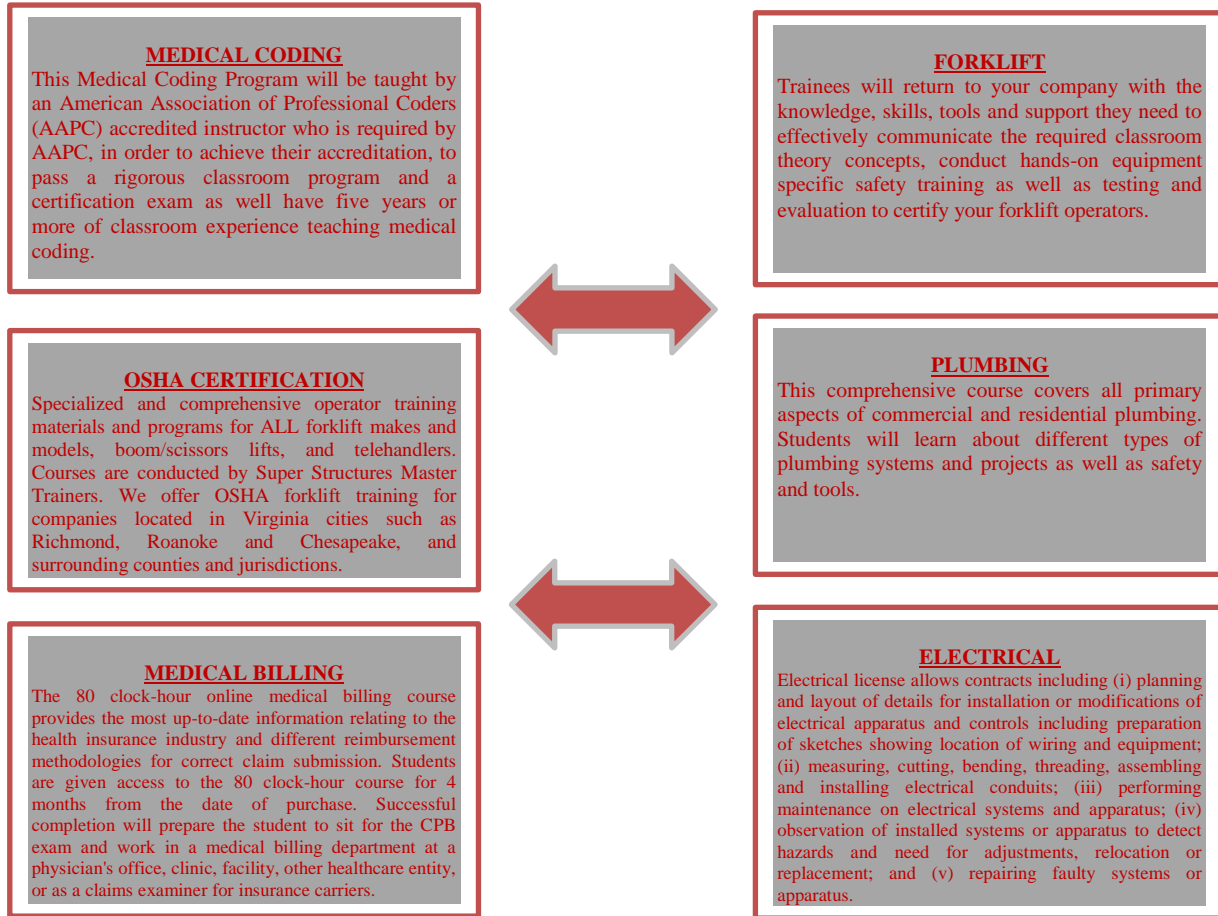 MEDICAL CODING
This Medical Coding Program will be taught by
an American Association of Professional Coders
(AAPC) accredited instructor who is required by
AAPC, in order to achieve their accreditation, to
pass a rigorous classroom program and a
certification exam as well have five years or
more of classroom experience teaching medical
coding.
FORKLIFT
Trainees will return to your company with the
knowledge, skills, tools and support they need to
effectively communicate the required classroom
theory concepts, conduct hands-on equipment
specific safety training as well as testing and
evaluation to certify your forklift operators.
OSHA CERTIFICATION
Specialized and comprehensive operator training
materials and programs for ALL forklift makes and
models, boom/scissors lifts, and telehandlers.
Courses are conducted by Super Structures Master
Trainers. We offer OSHA forklift training for
companies located in Virginia cities such as
Richmond, Roanoke and Chesapeake, and
surrounding counties and jurisdictions.
PLUMBING
This comprehensive course covers all primary
aspects of commercial and residential plumbing.
Students will learn about different types of
plumbing systems and projects as well as safety
and tools.
MEDICAL BILLING
The 80 clock-hour online medical billing course
provides the most up-to-date information relating to the
health insurance industry and different reimbursement
methodologies for correct claim submission. Students
are given access to the 80 clock-hour course for 4
months from the date of purchase. Successful
completion will prepare the student to sit for the CPB
exam and work in a medical billing department at a
physician's office, clinic, facility, other healthcare entity,
or as a claims examiner for insurance carriers.
ELECTRICAL
Electrical license allows contracts including (i) planning
and layout of details for installation or modifications of
electrical apparatus and controls including preparation
of sketches showing location of wiring and equipment;
(ii) measuring, cutting, bending, threading, assembling
and installing electrical conduits; (iii) performing
maintenance on electrical systems and apparatus; (iv)
observation of installed systems or apparatus to detect
hazards and need for adjustments, relocation or
replacement; and (v) repairing faulty systems or
apparatus.